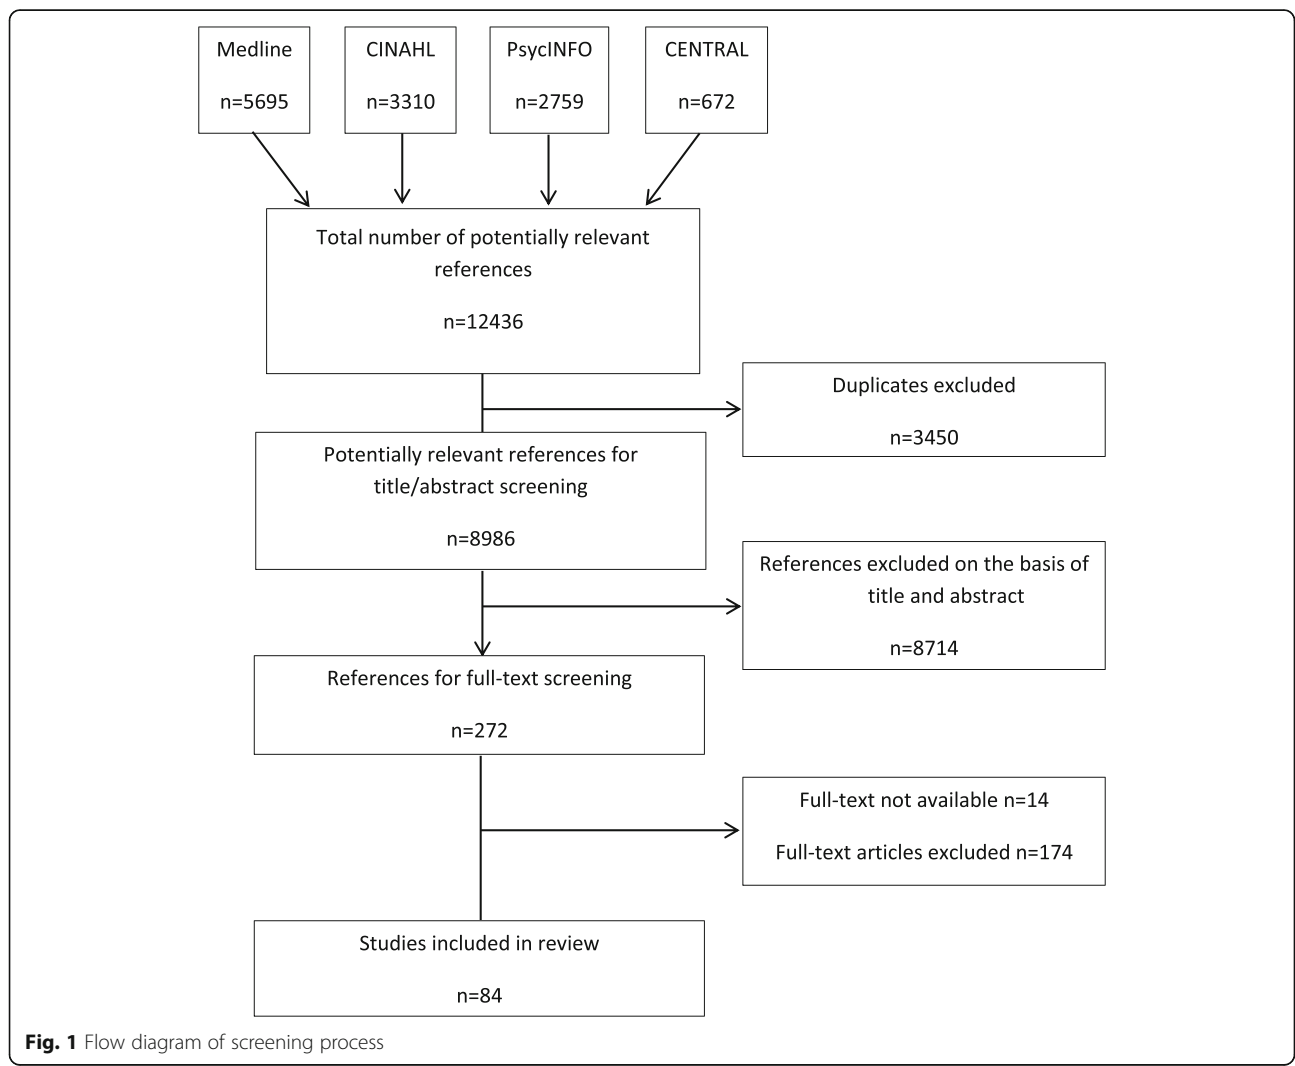 Medline
n=5695
CINAHL
n=3310
PsycINFO
n=2759
CENTRAL
n=672
Total number of potentially relevant
references
n=12436
Duplicates excluded
n=3450
Potentially relevant references for
title/abstract screening
n=8986
References excluded on the basis of
title and abstract
n=8714
References for full-text screening
n=272
Full-text not available n=14
Full-text articles excluded n=174
Studies included in review
n=84
Fig. 1 Flow diagram of screening process